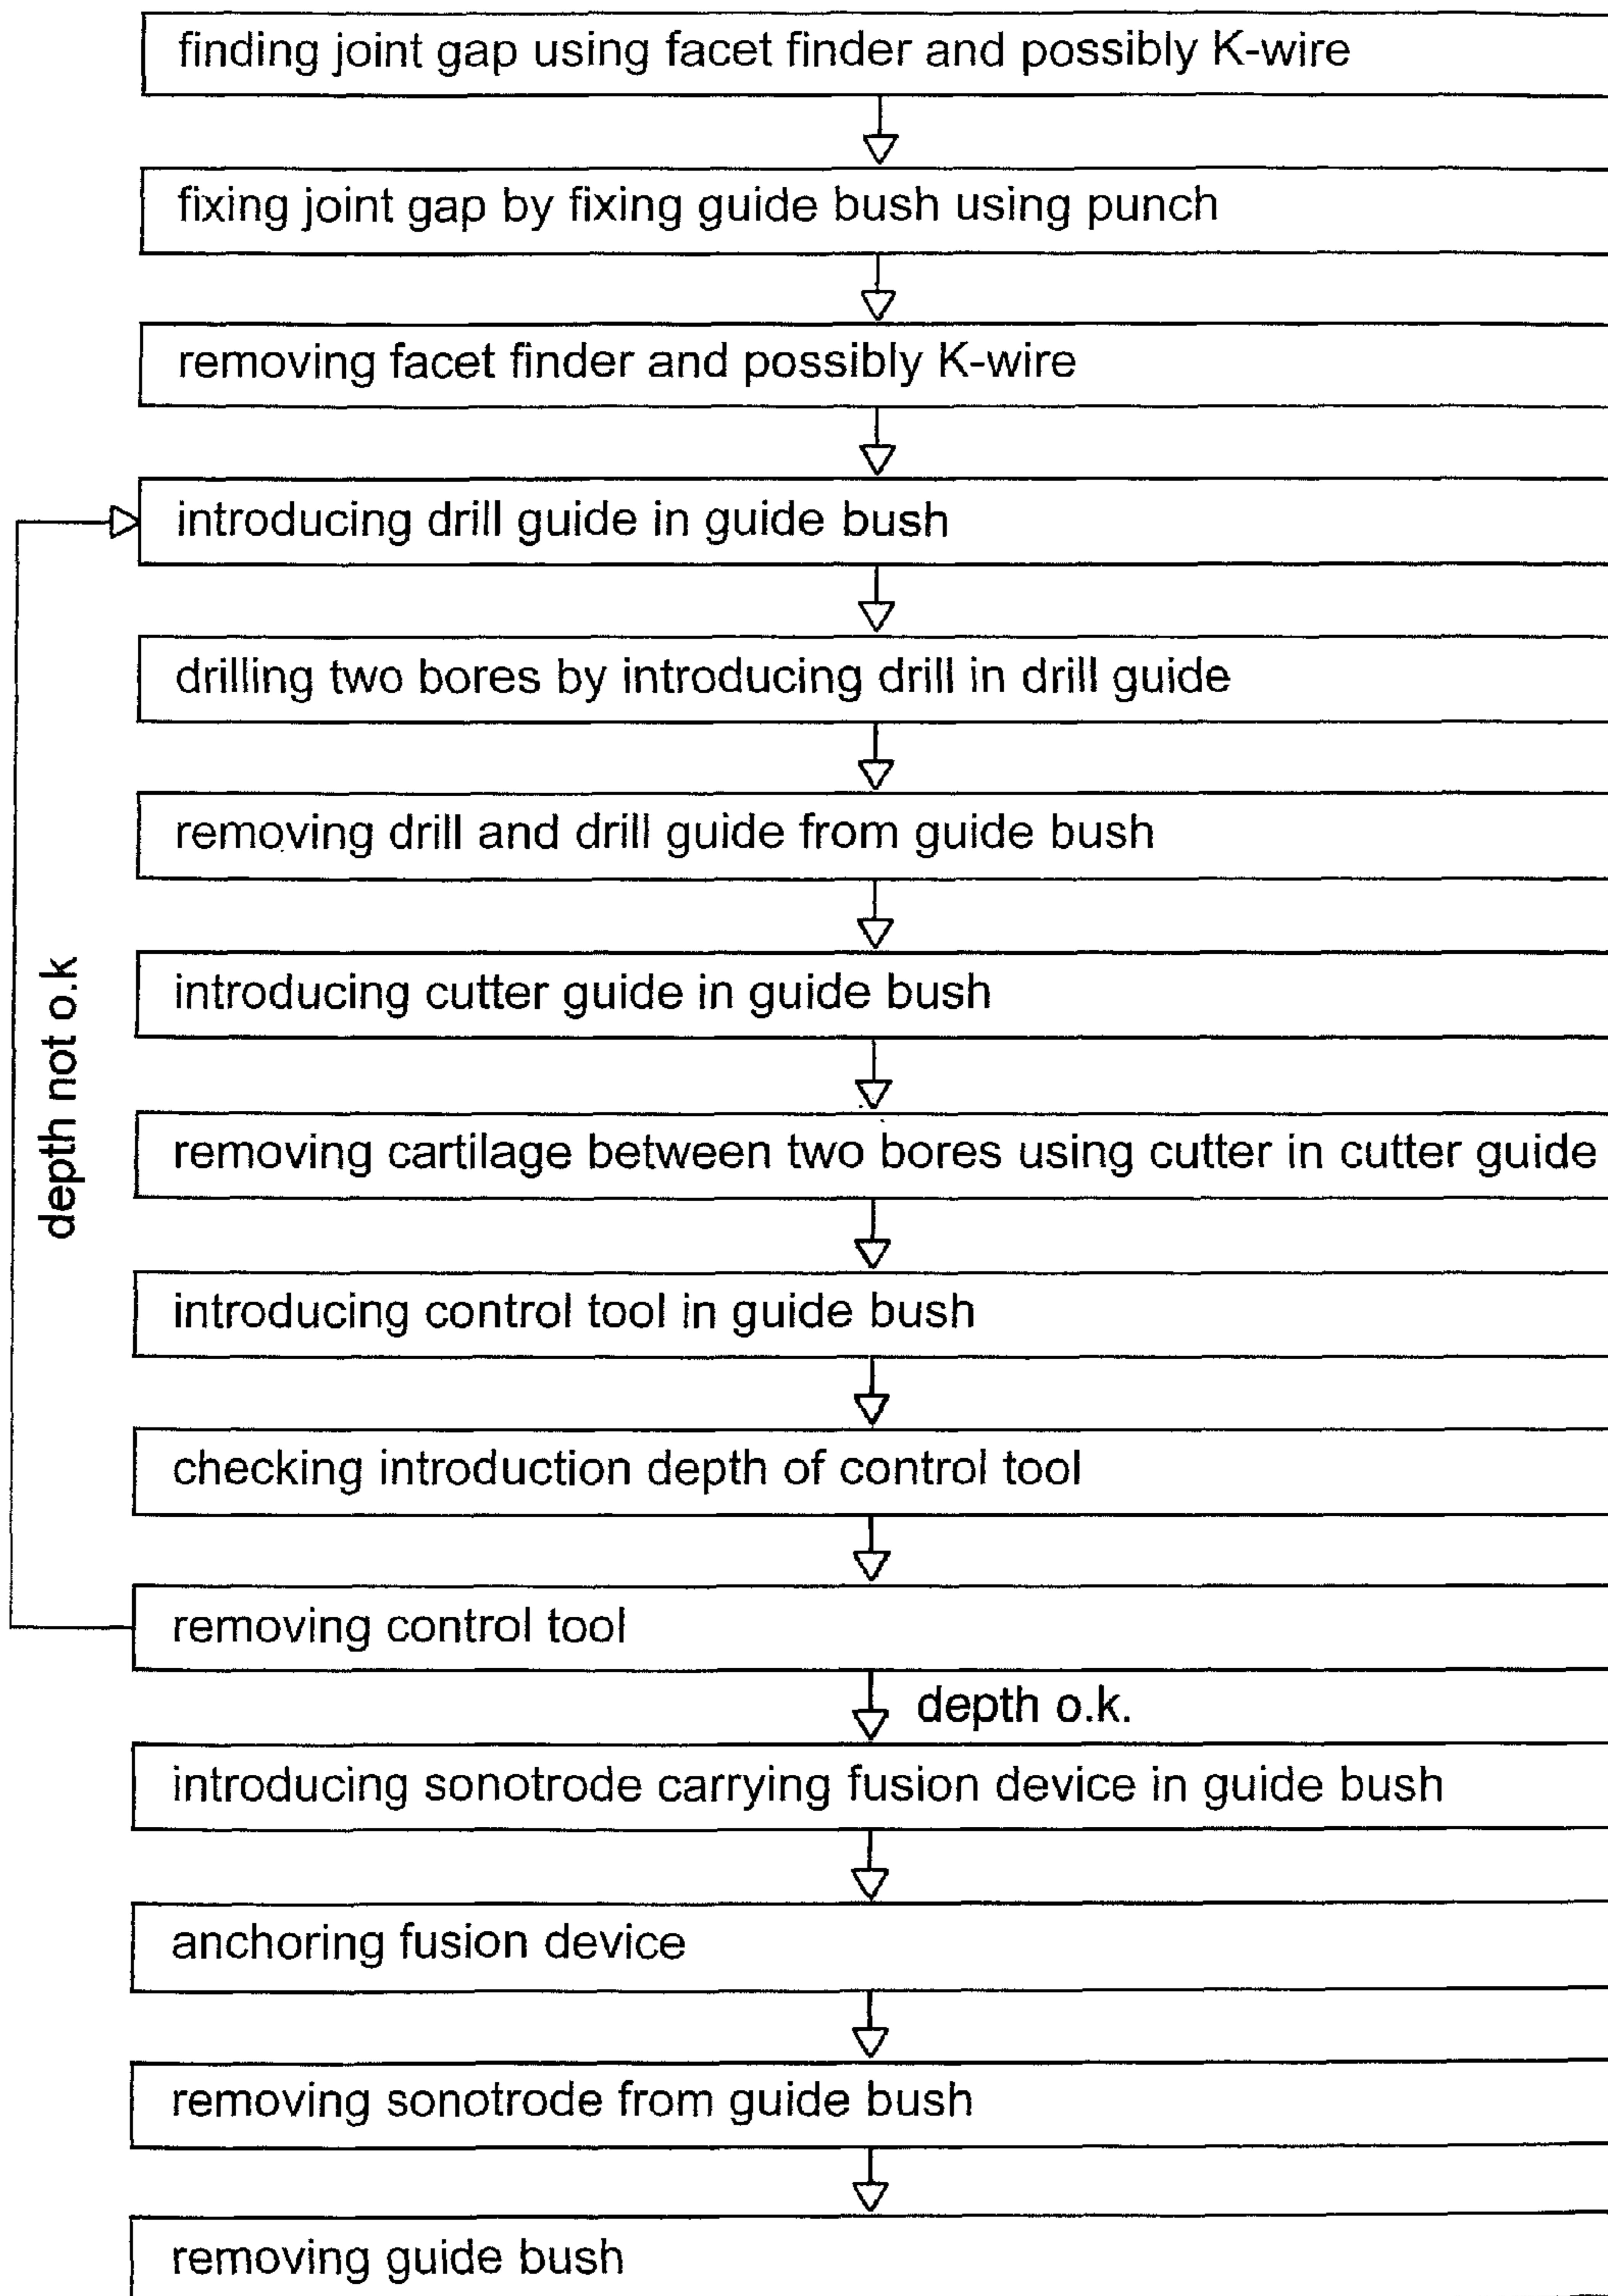 finding joint gap using facet finder and possibly K-wire
fixing joint gap by fixing guide bush using punch
removing facet finder and possibly K-wire
introducing drill guide in guide bush
drilling two bores by introducing drill in drill guide
removing drill and drill guide from guide bush
introducing cutter guide in guide bush
depth not o.k
removing cartilage between two bores using cutter in cutter guide
introducing control tool in guide bush
checking introduction depth of control tool
removing control tool
depth o.k.
introducing sonotrode carrying fusion device in guide bush
anchoring fusion device
removing sonotrode from guide bush
removing guide bush